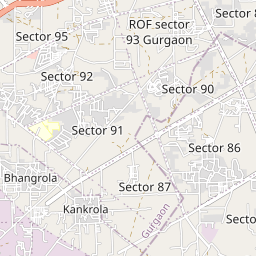 Sector 8
ROF sector
93 Gurgaon
Sector 95
Sector 92
Sector 90
Sector 91
Sector 86
Bhangrola
Sector 87
Kankrola
Gurgaon
Secto